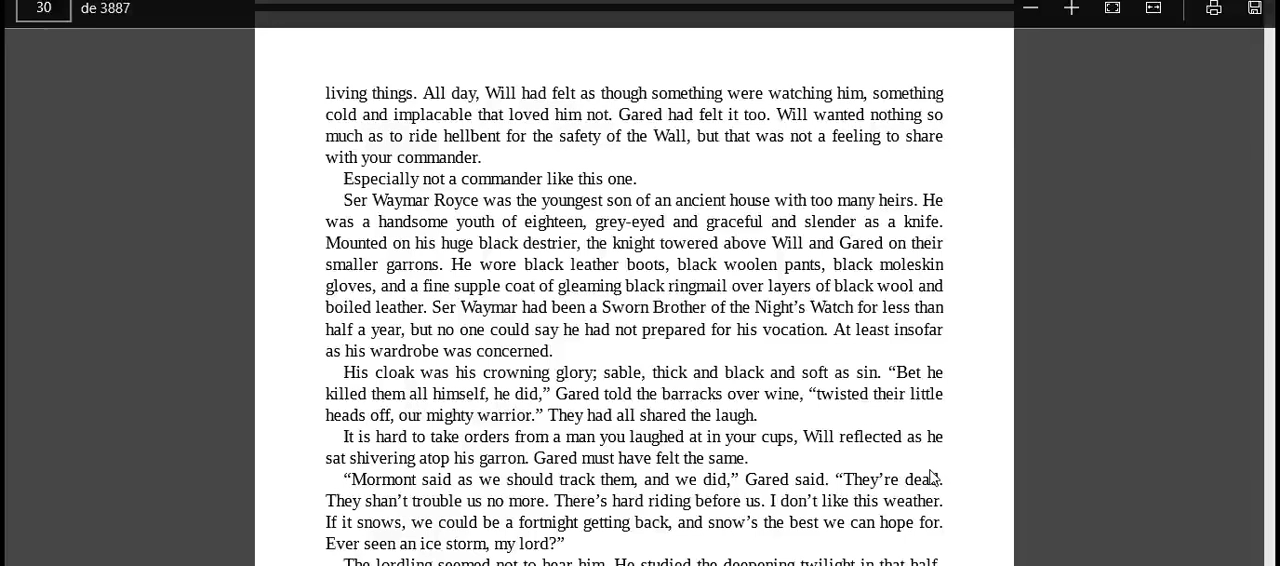 30 de 3887
living things. All day, Will had felt as though something were watching him, something
cold and implacable that loved him not. Gared had felt it too. Will wanted nothing so
much as to ride hellbent for the safety of the Wall, but that was not a feeling to share
with your commander.
Especially not a commander like this one.
Ser Waymar Royce was the youngest son of an ancient house with too many heirs. He
was a handsome youth of eighteen, grey-eyed and graceful and slender as a knife.
Mounted on his huge black destrier, the knight towered above Will and Gared on their
smaller garrons. He wore black leather boots, black woolen pants, black moleskin
gloves, and a fine supple coat of gleaming black ringmail over layers of black wool and
boiled leather. Ser Waymar had been a Sworn Brother of the Night’s Watch for less than
half a year, but no one could say he had not prepared for his vocation. At least insofar
as his wardrobe was concerned.
His cloak was his crowning glory; sable, thick and black and soft as sin. “Bet he
killed them all himself, he did,” Gared told the barracks over wine, “twisted their little
heads off, our mighty warrior.” They had all shared the laugh.
It is hard to take orders from a man you laughed at in your cups, Will reflected as he
sat shivering atop his garron. Gared must have felt the same.
“Mormont said as we should track them, and we did,” Gared said. “They’re dead.
They shan’t trouble us no more. There’s hard riding before us. I don’t like this weather.
If it snows, we could be a fortnight getting back, and snow’s the best we can hope for.
Ever seen an ice storm, my lord?”
The lordling seemed not to hear him. He studied the deepening twilight in that half-